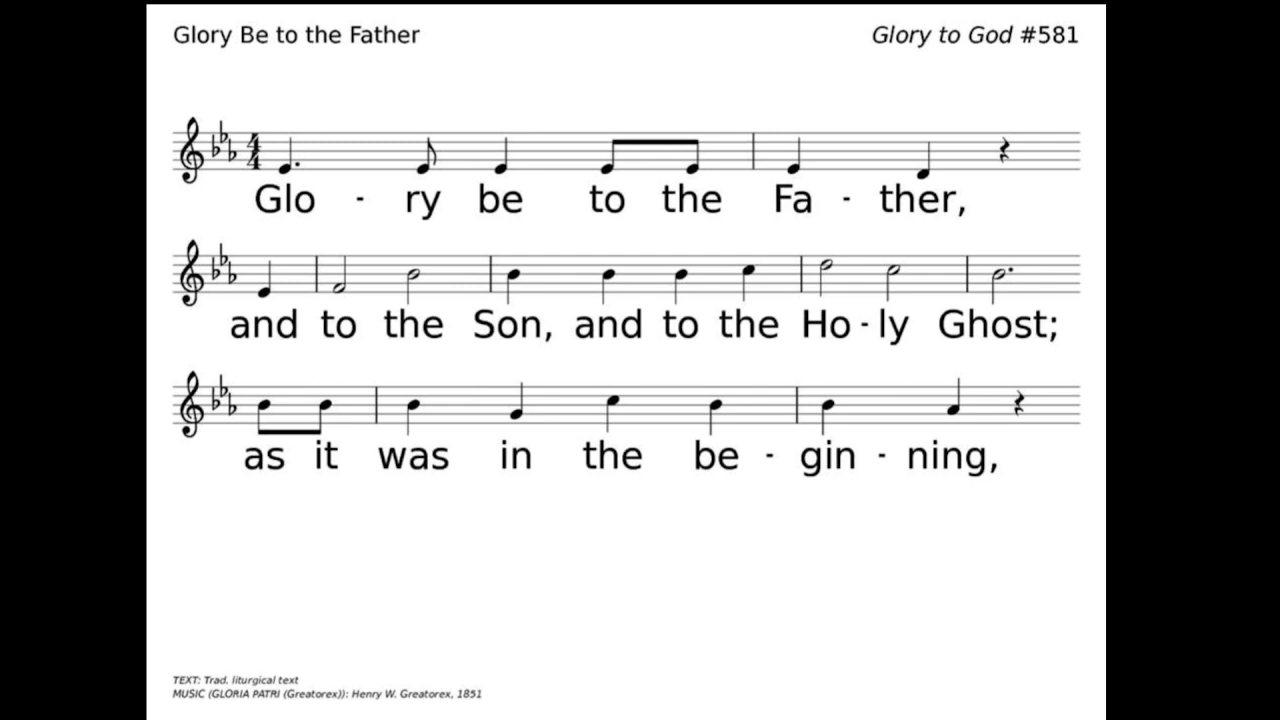 Glory Be to the Father
Glory to God #581
Glo - ry be to the Fa - ther,
and to the Son, and to the Ho - ly Ghost;
as it was in the be - gin - ning,
TEXT: Trad. liturgical text
MUSIC (GLORIA PATRI (Greatorex)): Henry W. Greatorex, 1851